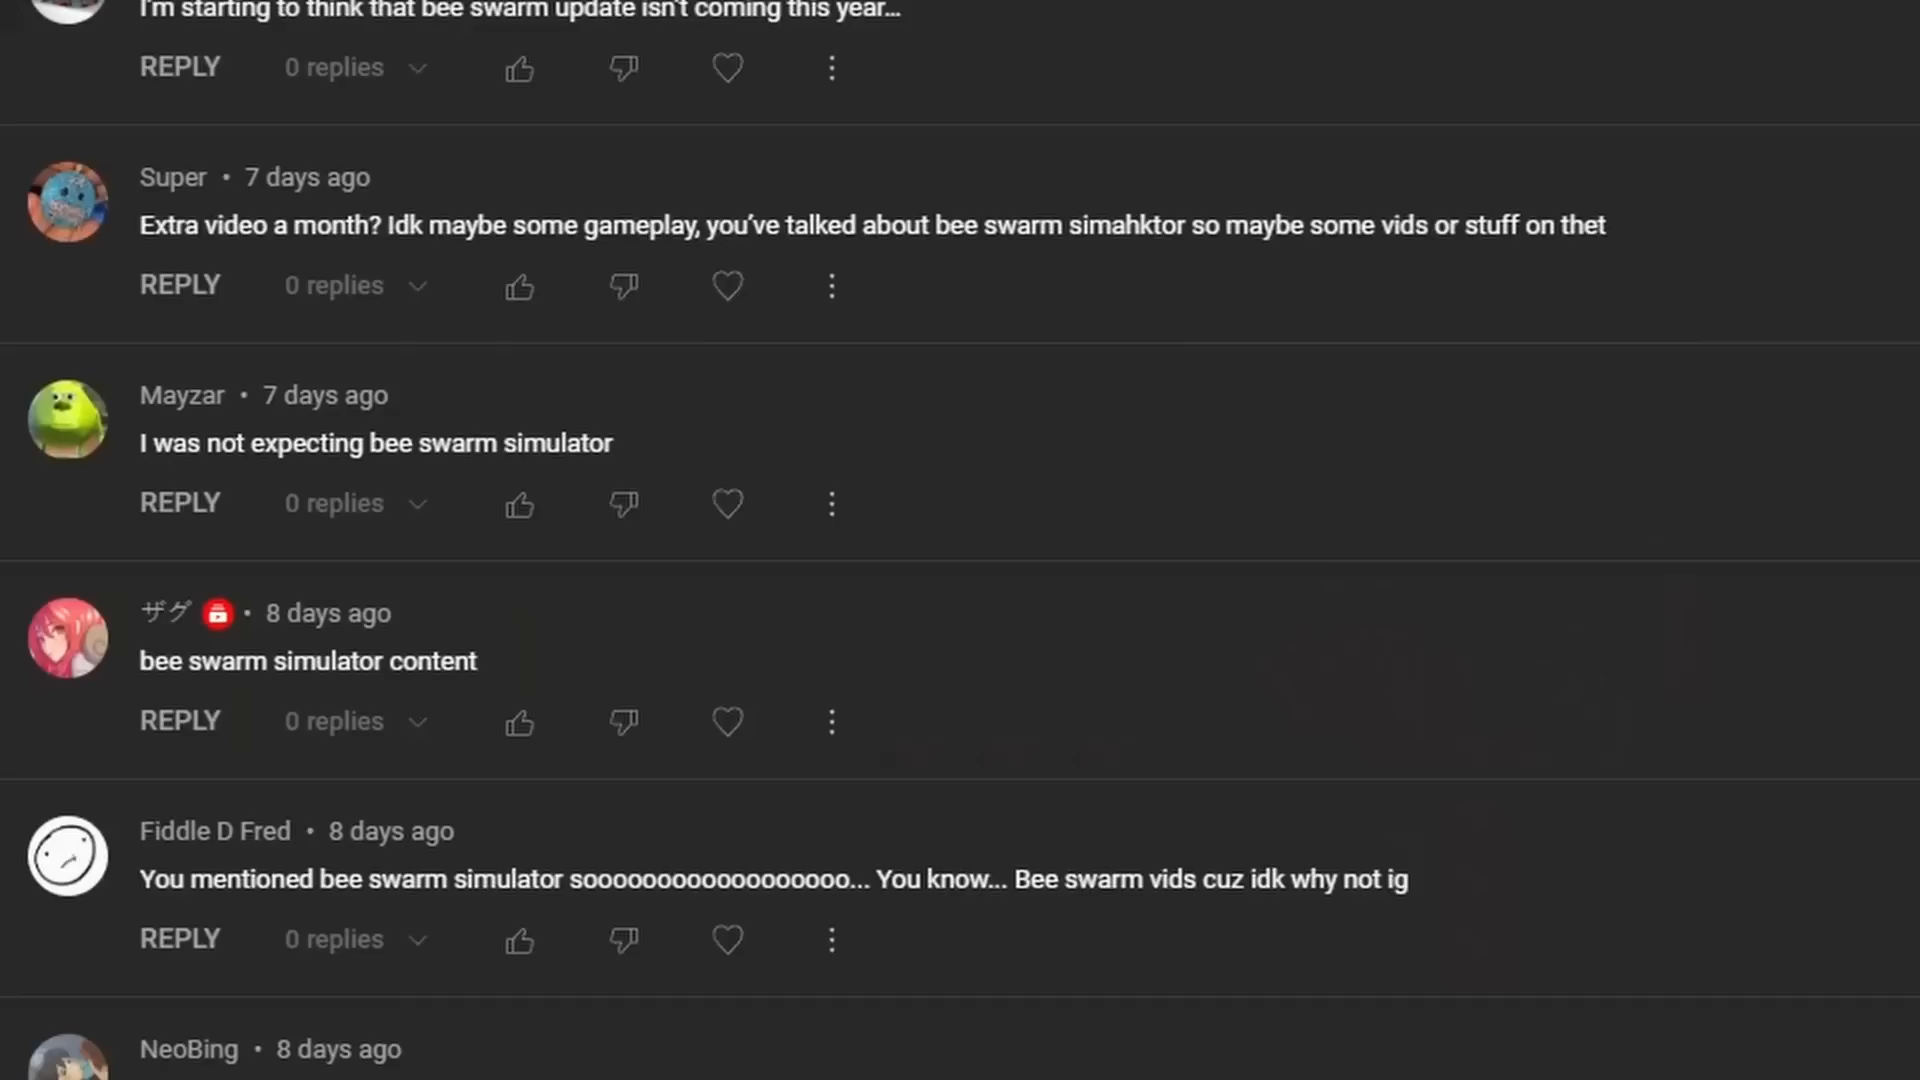 I'm starting to think that bee swarm update isn't coming this year...
REPLY 0 replies
Super • 7 days ago
Extra video a month? Idk maybe some gameplay, you've talked about bee swarm simahktor so maybe some vids or stuff on thet
REPLY 0 replies
Mayzar • 7 days ago
I was not expecting bee swarm simulator
REPLY 0 replies
ザグ • 8 days ago
bee swarm simulator content
REPLY 0 replies
Fiddle D Fred • 8 days ago
You mentioned bee swarm simulator soooooooooooooooooo... You know... Bee swarm vids cuz idk why not ig
REPLY 0 replies
NeoBing • 8 days ago